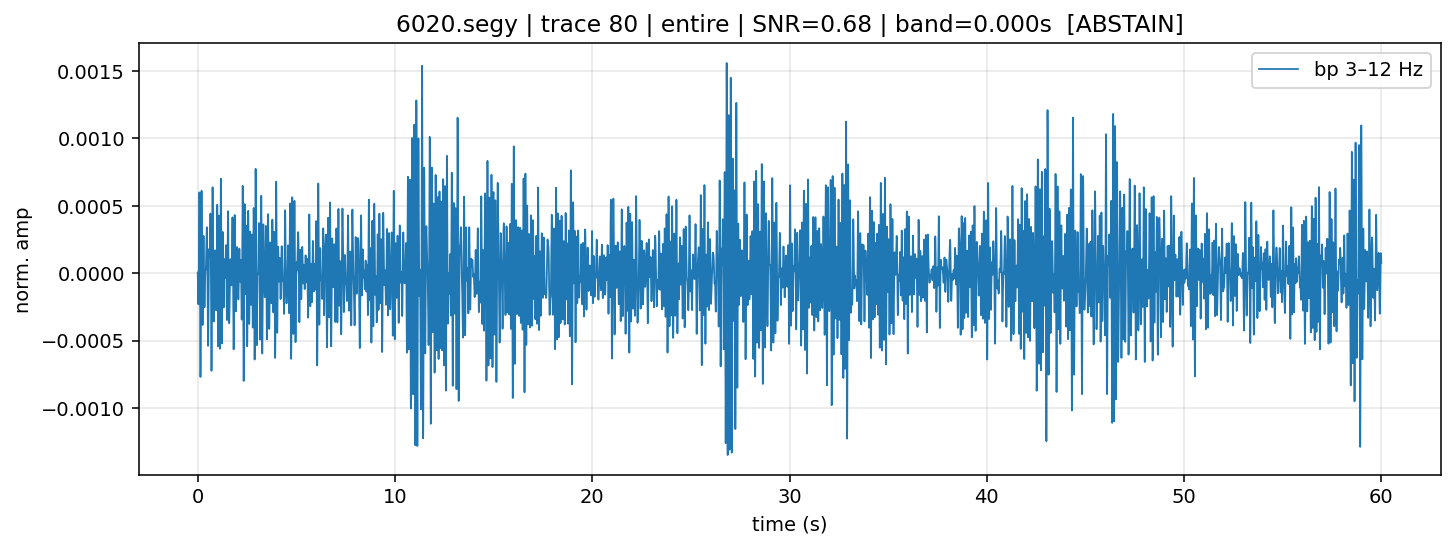 6020.segy | trace 80 | entire | SNR=0.68 | band=0.000s  [ABSTAIN]
bp 3–12 Hz
0.0015
0.0010
0.0005
0.0000
−0.0005
−0.0010
norm. amp
0 10 20 30 40 50 60
time (s)